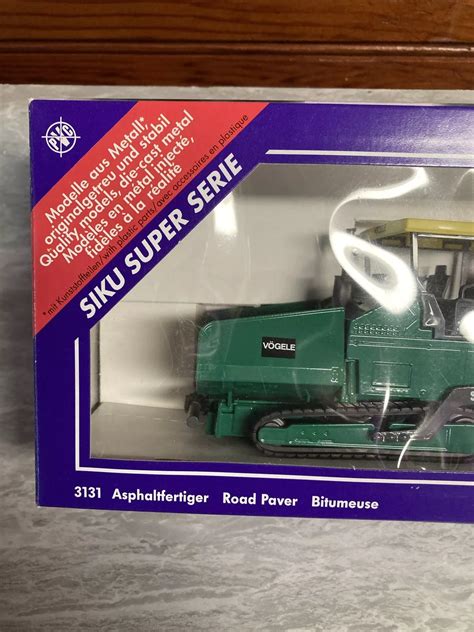 PVC
Modelle aus Metall*
originalgetreu und stabil
Quality models, die-cast metal
Modèles en métal injecté,
fidèles à la réalité
*mit Kunststoffteilen/with plastic parts/avec accessoires en plastique
SIKU SUPER SERIE
VÖGELE
S
3131 Asphaltfertiger Road Paver Bitumeuse